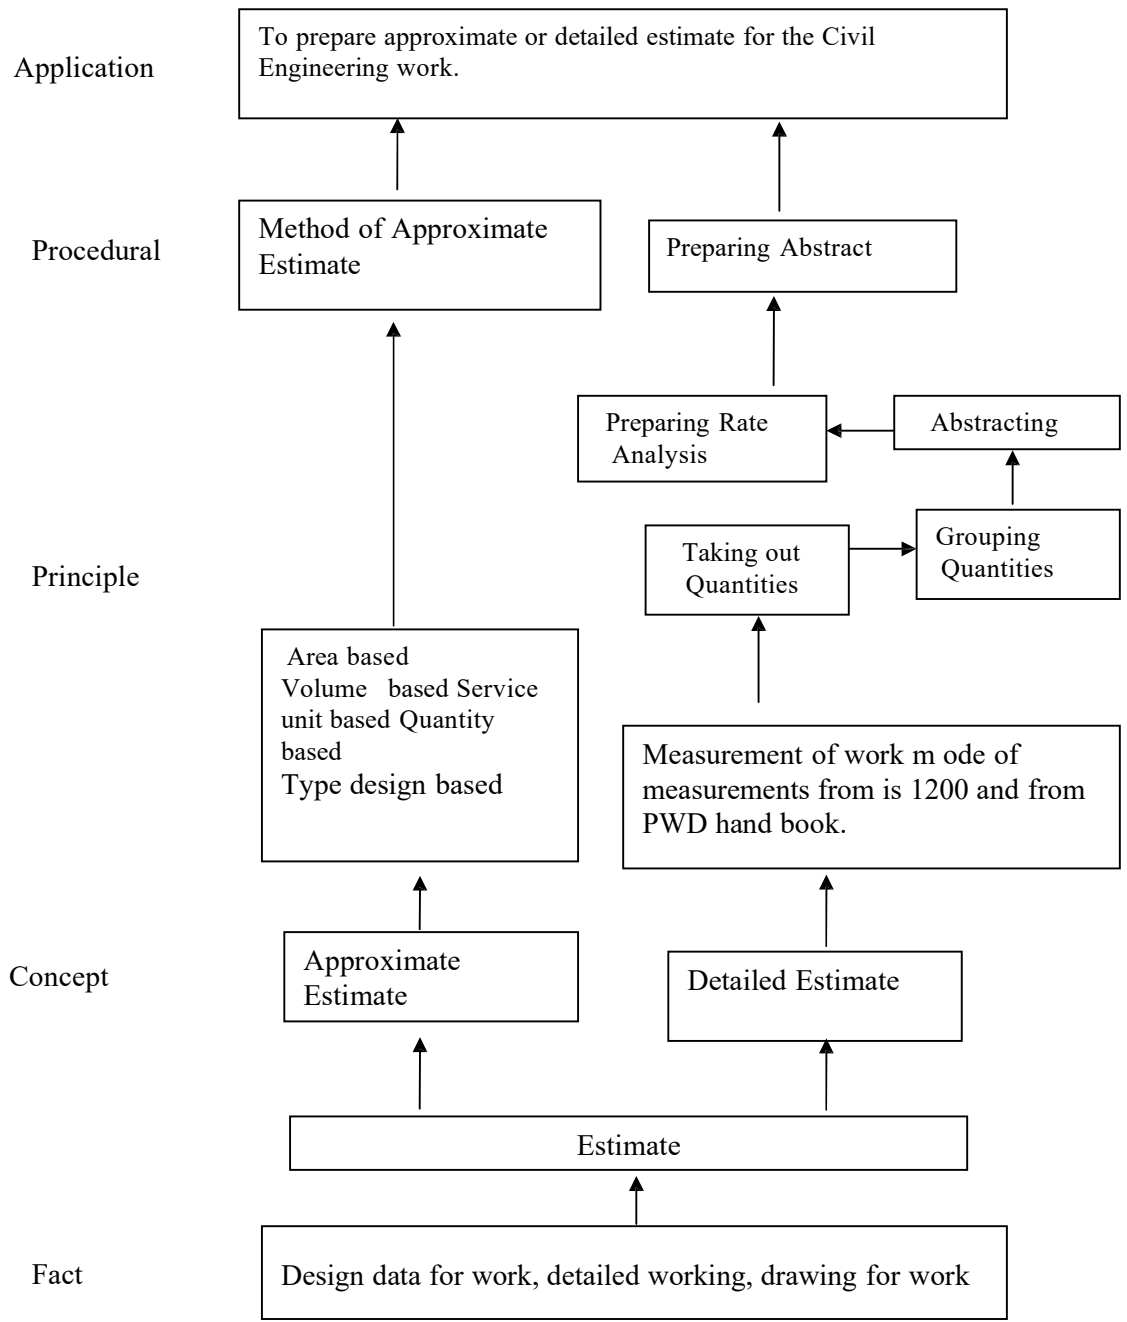 Application
To prepare approximate or detailed estimate for the Civil
Engineering work.
Procedural
Method of Approximate
Estimate
Preparing Abstract
Preparing Rate
Analysis
Abstracting
Principle
Taking out
Quantities
Grouping
Quantities
Area based
Volume based Service
unit based Quantity
based
Type design based
Measurement of work m ode of
measurements from is 1200 and from
PWD hand book.
Concept
Approximate
Estimate
Detailed Estimate
Estimate
Fact
Design data for work, detailed working, drawing for work